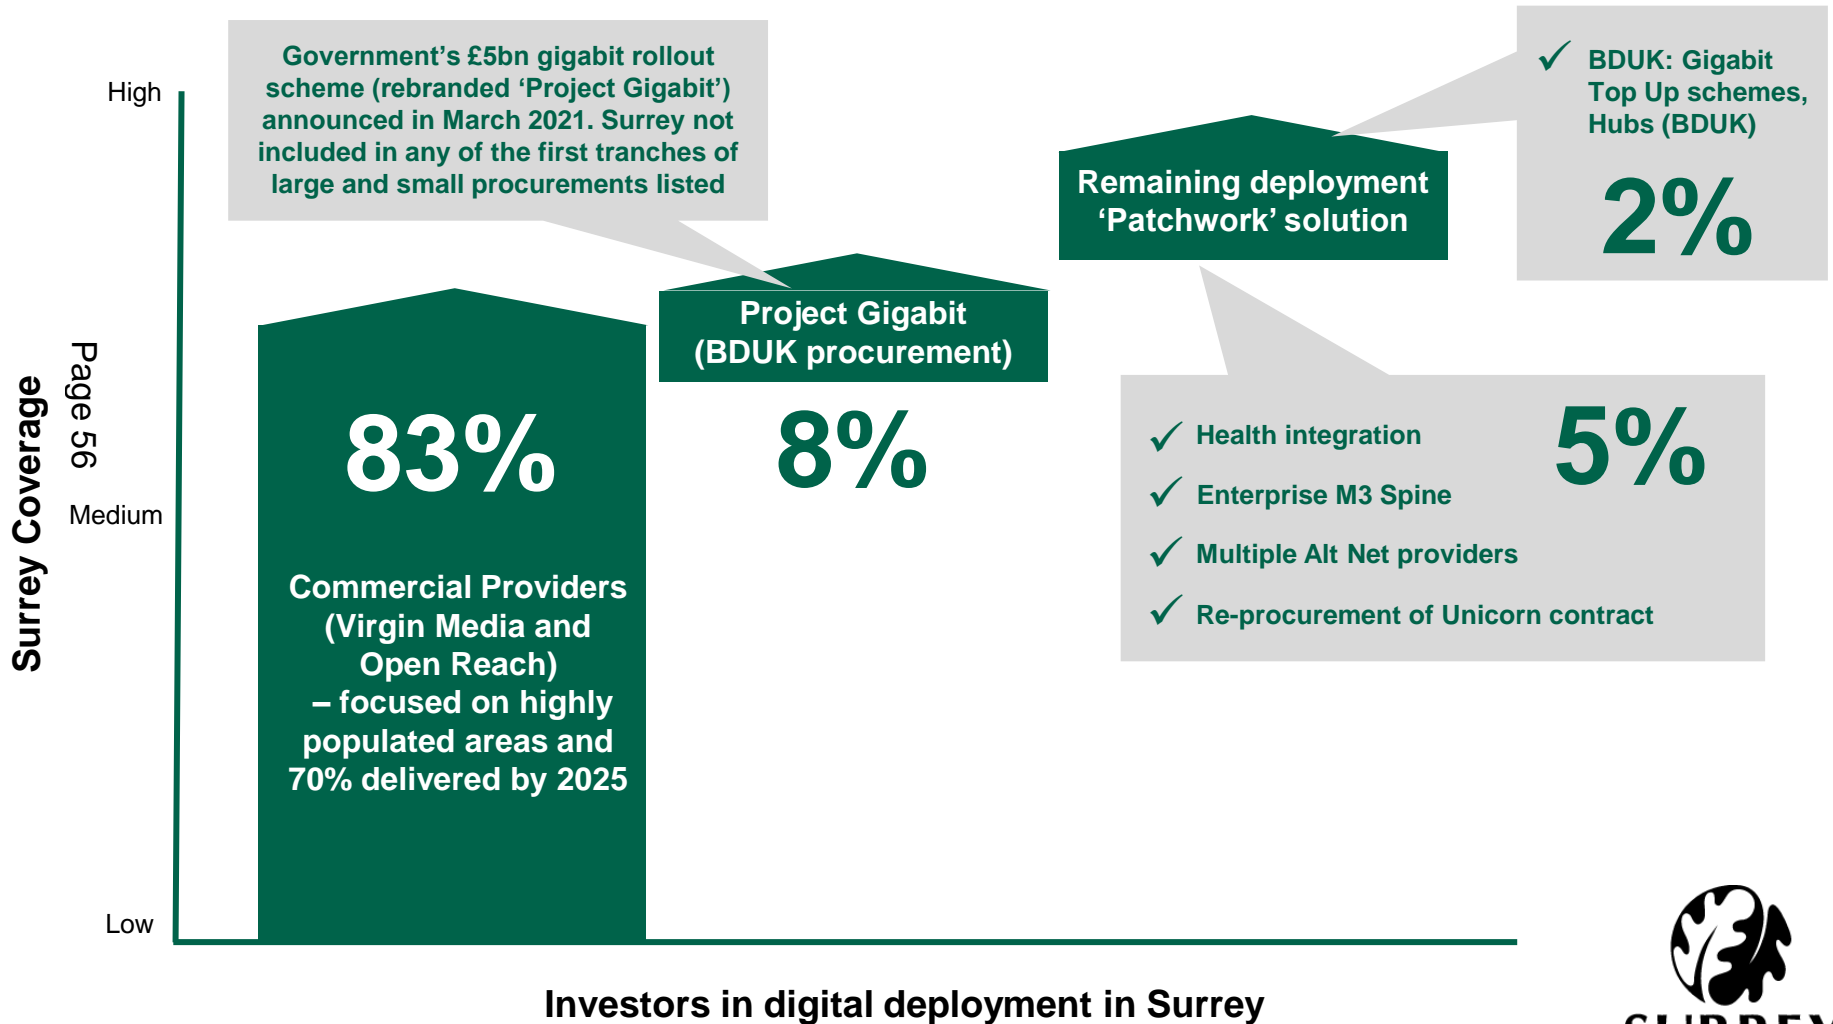 Government’s £5bn gigabit rollout
scheme (rebranded ‘Project Gigabit’)
announced in March 2021. Surrey not
included in any of the first tranches of
large and small procurements listed
✓ BDUK: Gigabit
Top Up schemes,
Hubs (BDUK)
2%
High
Medium
Low
Surrey Coverage
Page 56
83%
Commercial Providers
(Virgin Media and
Open Reach)
– focused on highly
populated areas and
70% delivered by 2025
Project Gigabit
(BDUK procurement)
8%
Remaining deployment
‘Patchwork’ solution
5%
✓ Health integration
✓ Enterprise M3 Spine
✓ Multiple Alt Net providers
✓ Re-procurement of Unicorn contract
Investors in digital deployment in Surrey
SURREY